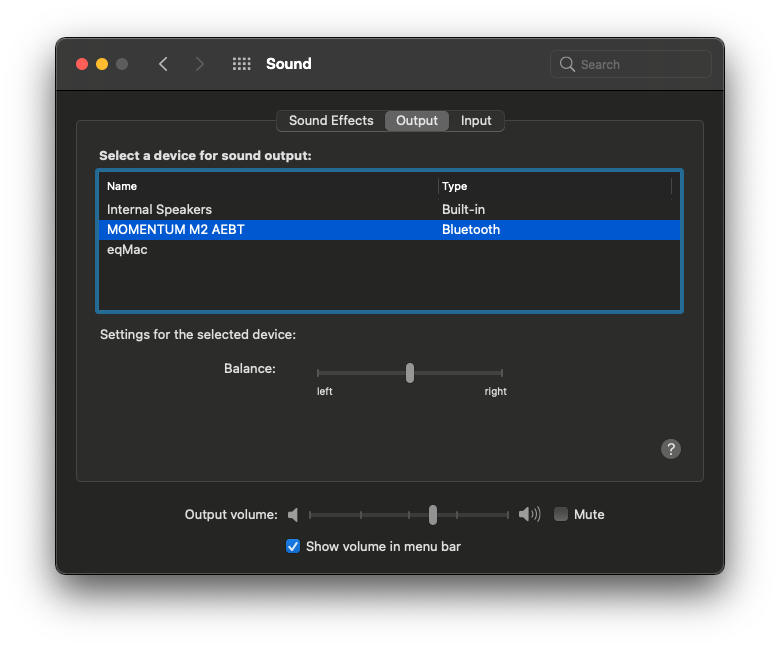 Sound
Search
Sound Effects Output Input
Select a device for sound output:
Name Type
Internal Speakers Built-in
MOMENTUM M2 AEBT Bluetooth
eqMac
Settings for the selected device:
Balance:
left right
?
Output volume: Mute
Show volume in menu bar